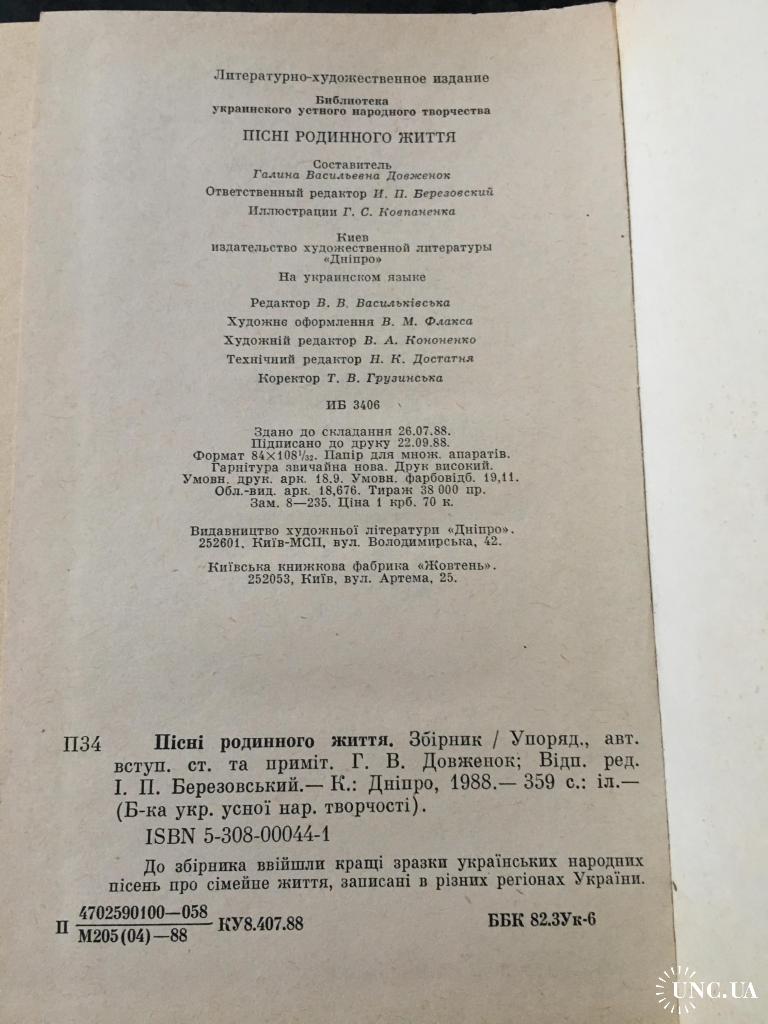 Литературно-художественное издание
Библиотека
украинского устного народного творчества
ПІСНІ РОДИННОГО ЖИТТЯ
Составитель
Галина Васильевна Довженок
Ответственный редактор И. П. Березовский
Иллюстрации Г. С. Ковпаненка
Киев
издательство художественной литературы
«Дніпро»
На украинском языке
Редактор В. В. Васильківська
Художнє оформлення В. М. Флакса
Художній редактор В. А. Кононенко
Технічний редактор Н. К. Достатня
Коректор Т. В. Грузинська
ИБ 3406
Здано до складання 26.07.88.
Підписано до друку 22.09.88.
Формат 84×108¹/₃₂. Папір для множ. апаратів.
Гарнітура звичайна нова. Друк високий.
Умовн. друк. арк. 18.9. Умовн. фарбовідб. 19,11.
Обл.-вид. арк. 18,676. Тираж 38 000 пр.
Зам. 8—235. Ціна 1 крб. 70 к.
Видавництво художньої літератури «Дніпро».
252601, Київ-МСП, вул. Володимирська, 42.
Київська книжкова фабрика «Жовтень».
252053, Київ, вул. Артема, 25.
П34 Пісні родинного життя. Збірник / Упоряд., авт.
вступ. ст. та приміт. Г. В. Довженок; Відп. ред.
І. П. Березовський.— К.: Дніпро, 1988.— 359 с.: іл.—
(Б-ка укр. усної нар. творчості).
ISBN 5-308-00044-1
До збірника ввійшли кращі зразки українських народних
пісень про сімейне життя, записані в різних регіонах України.
П 4702590100—058
М205(04)—88 КУ8.407.88 ББК 82.3Ук-6
UNC.UA